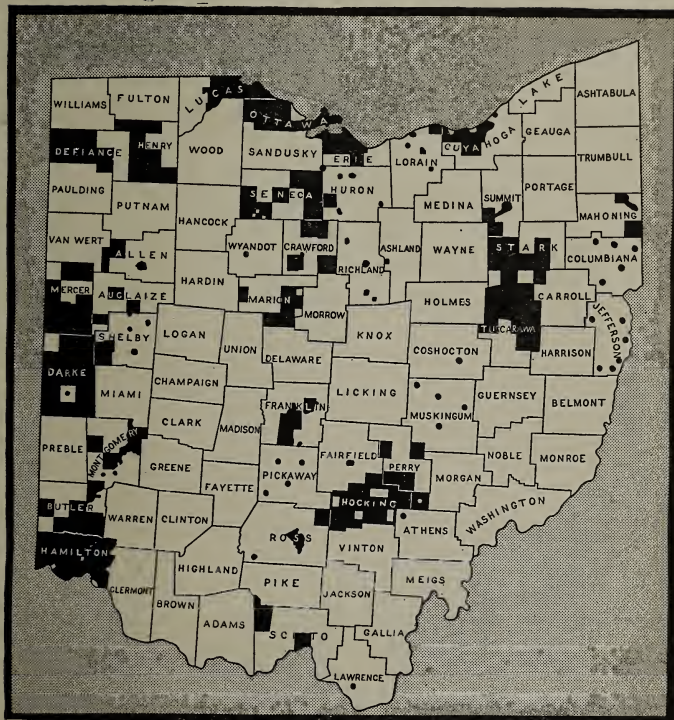 WILLIAMS
FULTON
LUCAS
OTTAWA
LAKE
ASHTABULA
DEFIANCE
HENRY
WOOD
SANDUSKY
ERIE
LORAIN
CUYAHOGA
GEAUGA
TRUMBULL
PAULDING
PUTNAM
HANCOCK
SENECA
HURON
MEDINA
SUMMIT
PORTAGE
MAHONING
VAN WERT
ALLEN
WYANDOT
CRAWFORD
RICHLAND
ASHLAND
WAYNE
STARK
COLUMBIANA
MERCER
AUGLAIZE
HARDIN
MARION
MORROW
HOLMES
CARROLL
JEFFERSON
SHELBY
LOGAN
UNION
DELAWARE
KNOX
COSHOCTON
TUSCARAWA
HARRISON
DARKE
MIAMI
CHAMPAIGN
CLARK
MADISON
FRANKLIN
LICKING
MUSKINGUM
GUERNSEY
BELMONT
PREBLE
MONTGOMERY
GREENE
FAYETTE
PICKAWAY
FAIRFIELD
PERRY
MORGAN
NOBLE
MONROE
BUTLER
WARREN
CLINTON
ROSS
HOCKING
VINTON
ATHENS
WASHINGTON
HAMILTON
CLERMONT
BROWN
HIGHLAND
ADAMS
PIKE
SCIOTO
JACKSON
GALLIA
MEIGS
LAWRENCE